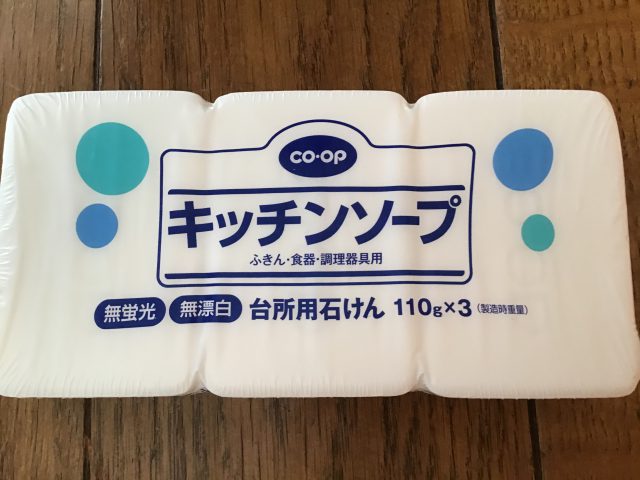 CO·OP
キッチンソープ
ふきん・食器・調理器具用
無蛍光 無漂白 台所用石けん 110g×3 (製造時重量)